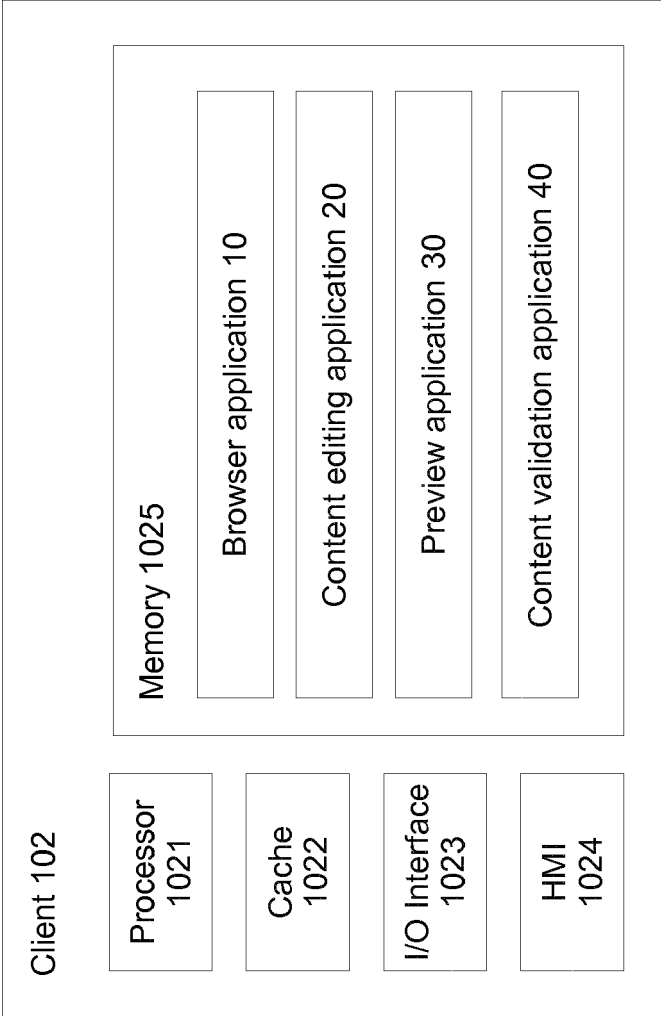 Client 102
Processor
1021
Cache
1022
I/O Interface
1023
HMI
1024
Memory 1025
Browser application 10
Content editing application 20
Preview application 30
Content validation application 40